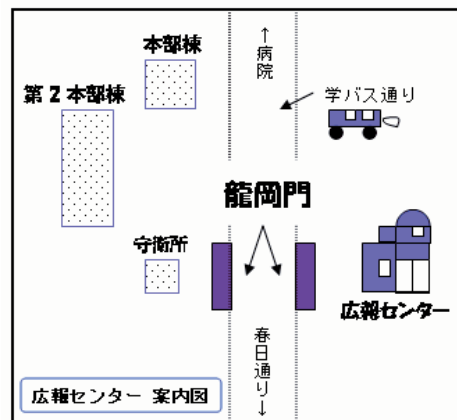 本部棟
↑病院
学バス通り
第２本部棟
龍岡門
守衛所
広報センター
春日通り↓
広報センター 案内図